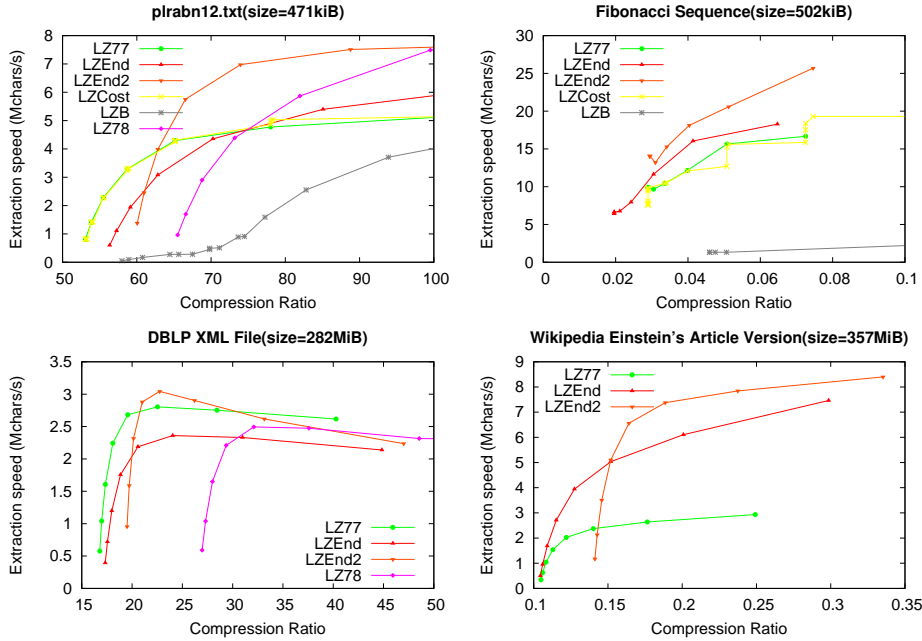 plrabn12.txt(size=471kiB)
Extraction speed (Mchars/s)
8
7
6
5
4
3
2
1
0
LZ77
LZEnd
LZEnd2
LZCost
LZB
LZ78
50 60 70 80 90 100
Compression Ratio
Fibonacci Sequence(size=502kiB)
Extraction speed (Mchars/s)
30
25
20
15
10
5
0
LZ77
LZEnd
LZEnd2
LZCost
LZB
0 0.02 0.04 0.06 0.08 0.1
Compression Ratio
DBLP XML File(size=282MiB)
Extraction speed (Mchars/s)
3.5
3
2.5
2
1.5
1
0.5
0
LZ77
LZEnd
LZEnd2
LZ78
15 20 25 30 35 40 45 50
Compression Ratio
Wikipedia Einstein's Article Version(size=357MiB)
Extraction speed (Mchars/s)
9
8
7
6
5
4
3
2
1
0
LZ77
LZEnd
LZEnd2
0.1 0.15 0.2 0.25 0.3 0.35
Compression Ratio